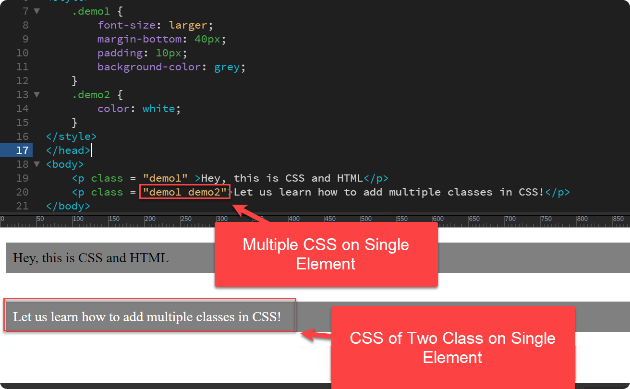 <style>
7 .demo1 {
8 font-size: larger;
9 margin-bottom: 40px;
10 padding: 10px;
11 background-color: grey;
12 }
13 .demo2 {
14 color: white;
15 }
16 </style>
17 </head>
18 <body>
19 <p class = "demo1" >Hey, this is CSS and HTML</p>
20 <p class = "demo1 demo2">Let us learn how to add multiple classes in CSS!</p>
21 </body>
0 50 100 150 200 250 300 350 400 450 500 550 600 650 700 750 800 850
Multiple CSS on Single
Element
Hey, this is CSS and HTML
Let us learn how to add multiple classes in CSS!
CSS of Two Class on Single
Element